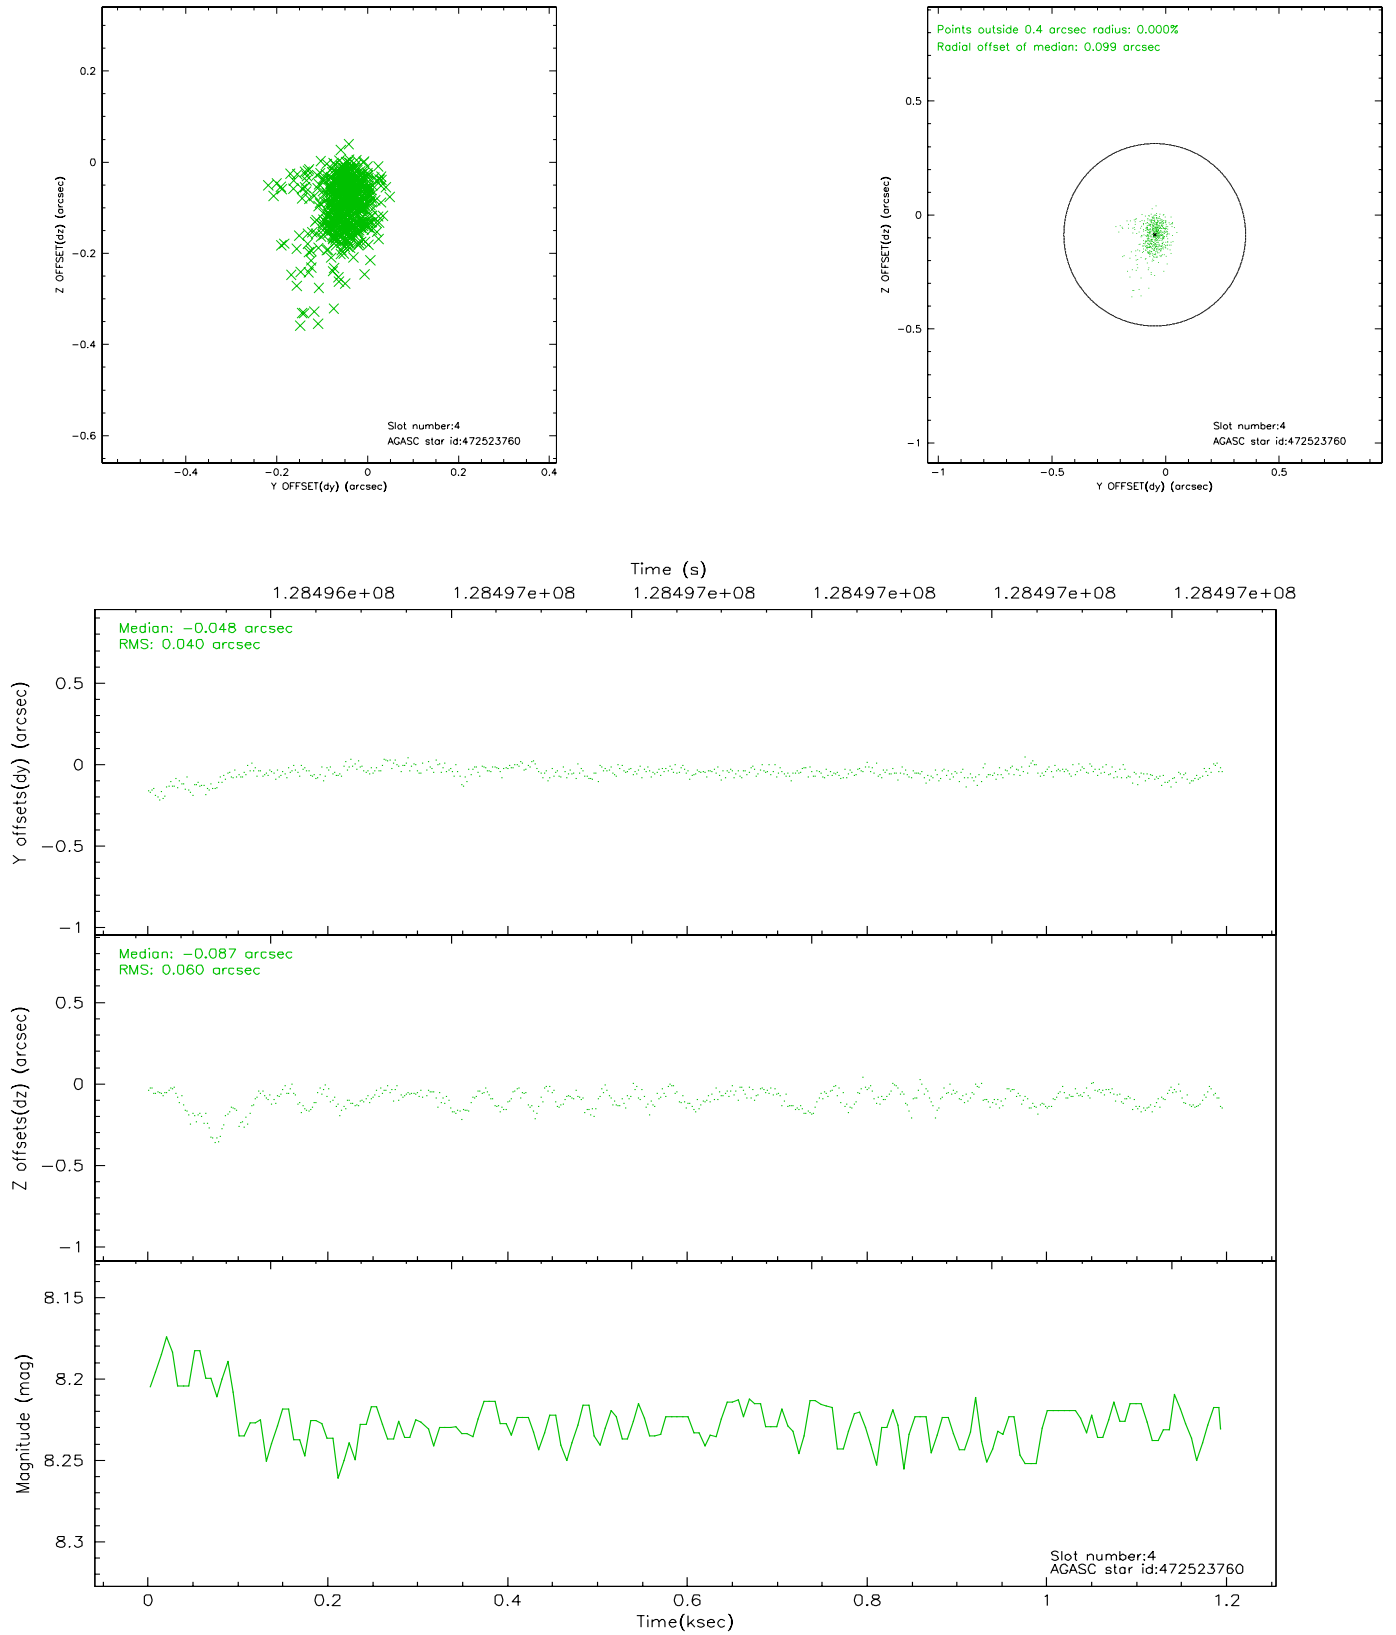 0.2
0
-0.2
-0.4
-0.6
Z OFFSET(dz) (arcsec)
Slot number:4
AGASC star id:472523760
-0.4 -0.2 0 0.2 0.4
Y OFFSET(dy) (arcsec)
Points outside 0.4 arcsec radius: 0.000%
Radial offset of median: 0.099 arcsec
0.5
0
-0.5
-1
Z OFFSET(dz) (arcsec)
Slot number:4
AGASC star id:472523760
-1 -0.5 0 0.5
Y OFFSET(dy) (arcsec)
Time (s)
1.28496e+08 1.28497e+08 1.28497e+08 1.28497e+08 1.28497e+08 1.28497e+08
Median: -0.048 arcsec
RMS: 0.040 arcsec
0.5
0
-0.5
-1
Y offsets(dy) (arcsec)
Median: -0.087 arcsec
RMS: 0.060 arcsec
0.5
0
-0.5
-1
Z offsets(dz) (arcsec)
8.15
8.2
8.25
8.3
Magnitude (mag)
Slot number:4
AGASC star id:472523760
0 0.2 0.4 0.6 0.8 1 1.2
Time(ksec)